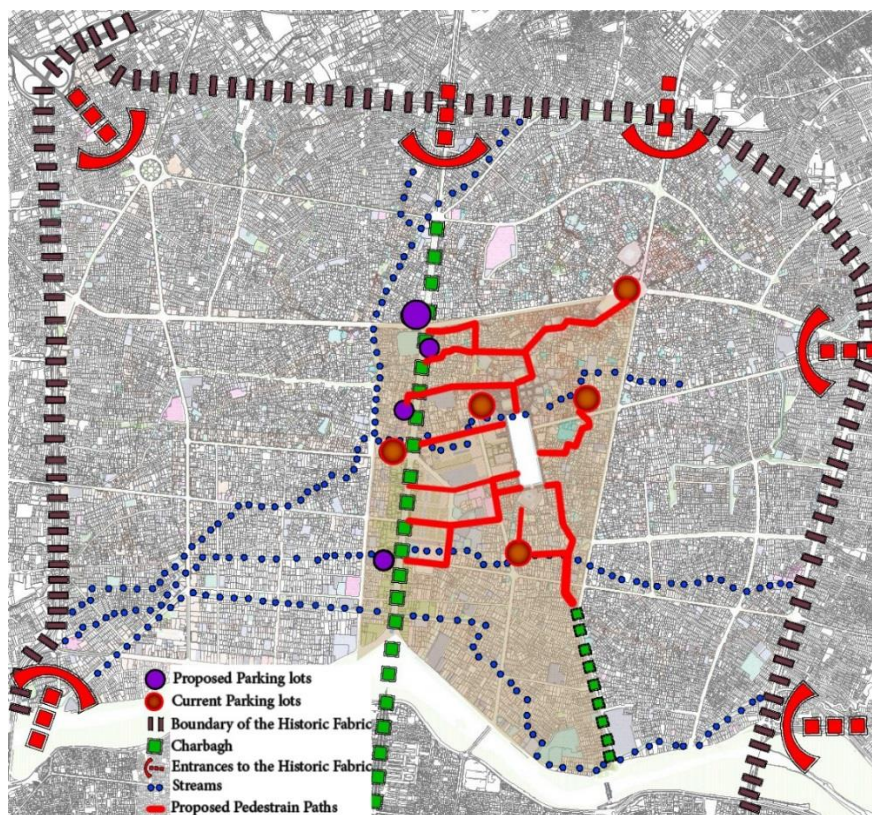 Proposed Parking lots
Current Parking lots
Boundary of the Historic Fabric
Charbagh
Entrances to the Historic Fabric
Streams
Proposed Pedestrain Paths